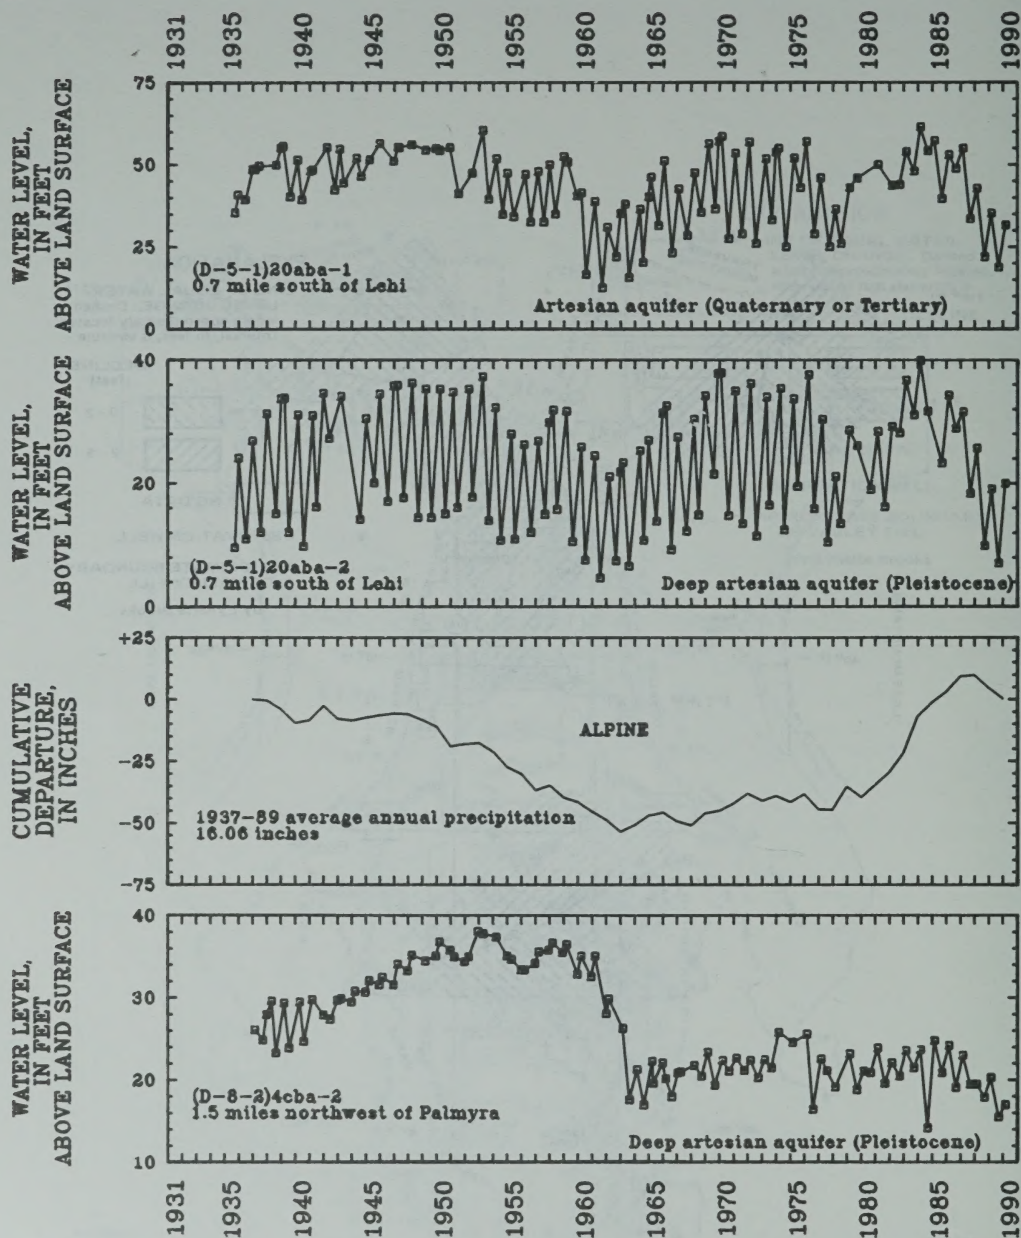 1931 1935 1940 1945 1950 1955 1960 1965 1970 1975 1980 1985 1990
WATER LEVEL,
IN FEET
ABOVE LAND SURFACE
75
50
25
0
(D-5-1)20aba-1
0.7 mile south of Lehi
Artesian aquifer (Quaternary or Tertiary)
WATER LEVEL,
IN FEET
ABOVE LAND SURFACE
40
20
0
(D-5-1)20aba-2
0.7 mile south of Lehi
Deep artesian aquifer (Pleistocene)
CUMULATIVE
DEPARTURE,
IN INCHES
+25
0
-25
-50
-75
ALPINE
1937-89 average annual precipitation
16.06 inches
WATER LEVEL,
IN FEET
ABOVE LAND SURFACE
40
30
20
10
(D-8-2)4cba-2
1.5 miles northwest of Palmyra
Deep artesian aquifer (Pleistocene)
1931 1935 1940 1945 1950 1955 1960 1965 1970 1975 1980 1985 1990